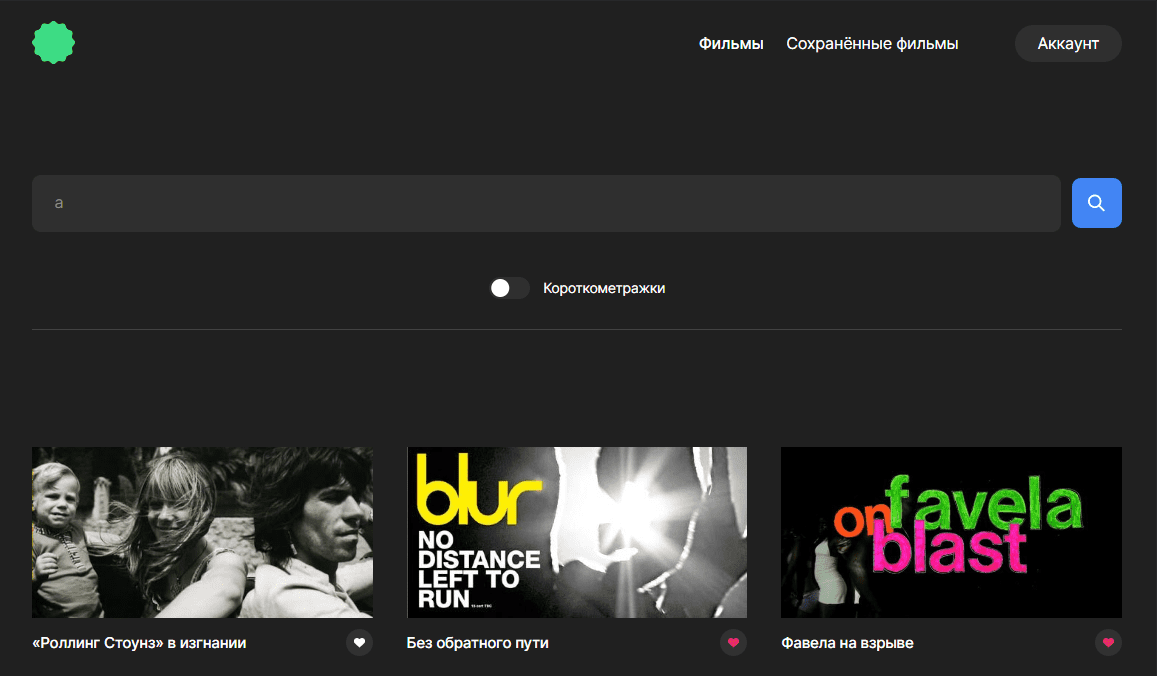 Фильмы Сохранённые фильмы Аккаунт
а
Короткометражки
blur
NO
DISTANCE
LEFT TO
RUN
on favela
blast
«Роллинг Стоунз» в изгнании Без обратного пути Фавела на взрыве